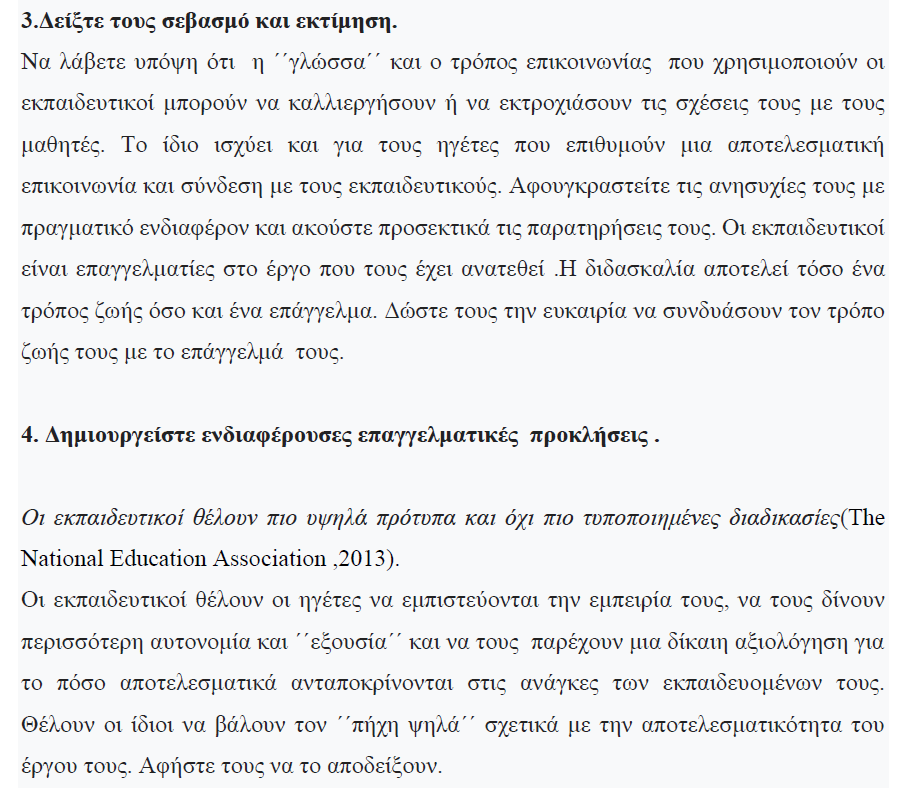 3.Δείξτε τους σεβασμό και εκτίμηση.
Να λάβετε υπόψη ότι  η ΄΄γλώσσα΄΄ και ο τρόπος επικοινωνίας  που χρησιμοποιούν οι
εκπαιδευτικοί μπορούν να καλλιεργήσουν ή να εκτροχιάσουν τις σχέσεις τους με τους
μαθητές. Το ίδιο ισχύει και για τους ηγέτες που επιθυμούν μια αποτελεσματική
επικοινωνία και σύνδεση με τους εκπαιδευτικούς. Αφουγκραστείτε τις ανησυχίες τους με
πραγματικό ενδιαφέρον και ακούστε προσεκτικά τις παρατηρήσεις τους. Οι εκπαιδευτικοί
είναι επαγγελματίες στο έργο που τους έχει ανατεθεί .Η διδασκαλία αποτελεί τόσο ένα
τρόπος ζωής όσο και ένα επάγγελμα. Δώστε τους την ευκαιρία να συνδυάσουν τον τρόπο
ζωής τους με το επάγγελμά  τους.
4. Δημιουργείστε ενδιαφέρουσες επαγγελματικές  προκλήσεις .
Οι εκπαιδευτικοί θέλουν πιο υψηλά πρότυπα και όχι πιο τυποποιημένες διαδικασίες(The
National Education Association ,2013).
Οι εκπαιδευτικοί θέλουν οι ηγέτες να εμπιστεύονται την εμπειρία τους, να τους δίνουν
περισσότερη αυτονομία και ΄΄εξουσία΄΄ και να τους  παρέχουν μια δίκαιη αξιολόγηση για
το πόσο αποτελεσματικά ανταποκρίνονται στις ανάγκες των εκπαιδευομένων τους.
Θέλουν οι ίδιοι να βάλουν τον ΄΄πήχη ψηλά΄΄ σχετικά με την αποτελεσματικότητα του
έργου τους. Αφήστε τους να το αποδείξουν.